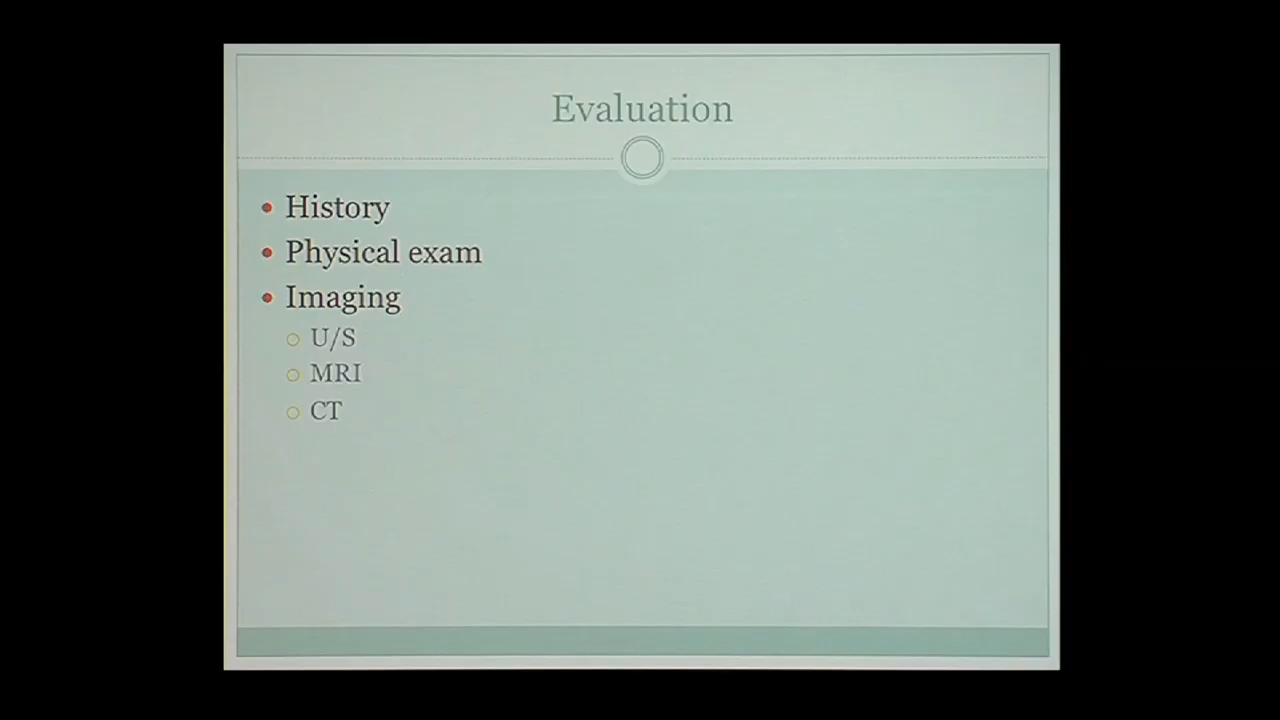 Evaluation
History
Physical exam
Imaging
U/S
MRI
CT